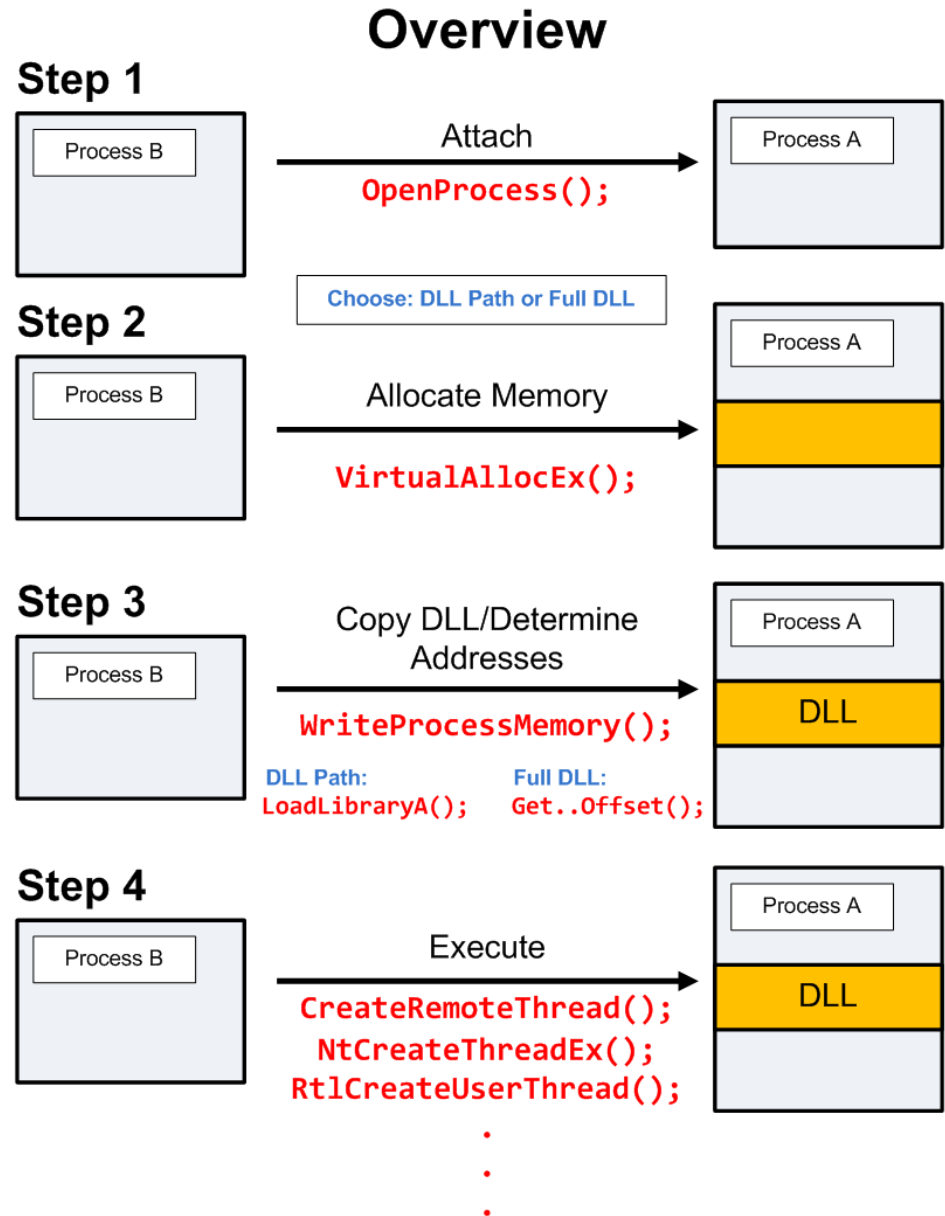 Overview
Step 1
Process B
Attach
OpenProcess();
Process A
Choose: DLL Path or Full DLL
Step 2
Process B
Allocate Memory
VirtualAllocEx();
Process A
Step 3
Process B
Copy DLL/Determine
Addresses
WriteProcessMemory();
DLL Path:
LoadLibraryA();
Full DLL:
Get..Offset();
Process A
DLL
Step 4
Process B
Execute
CreateRemoteThread();
NtCreateThreadEx();
RtlCreateUserThread();
.
.
.
Process A
DLL